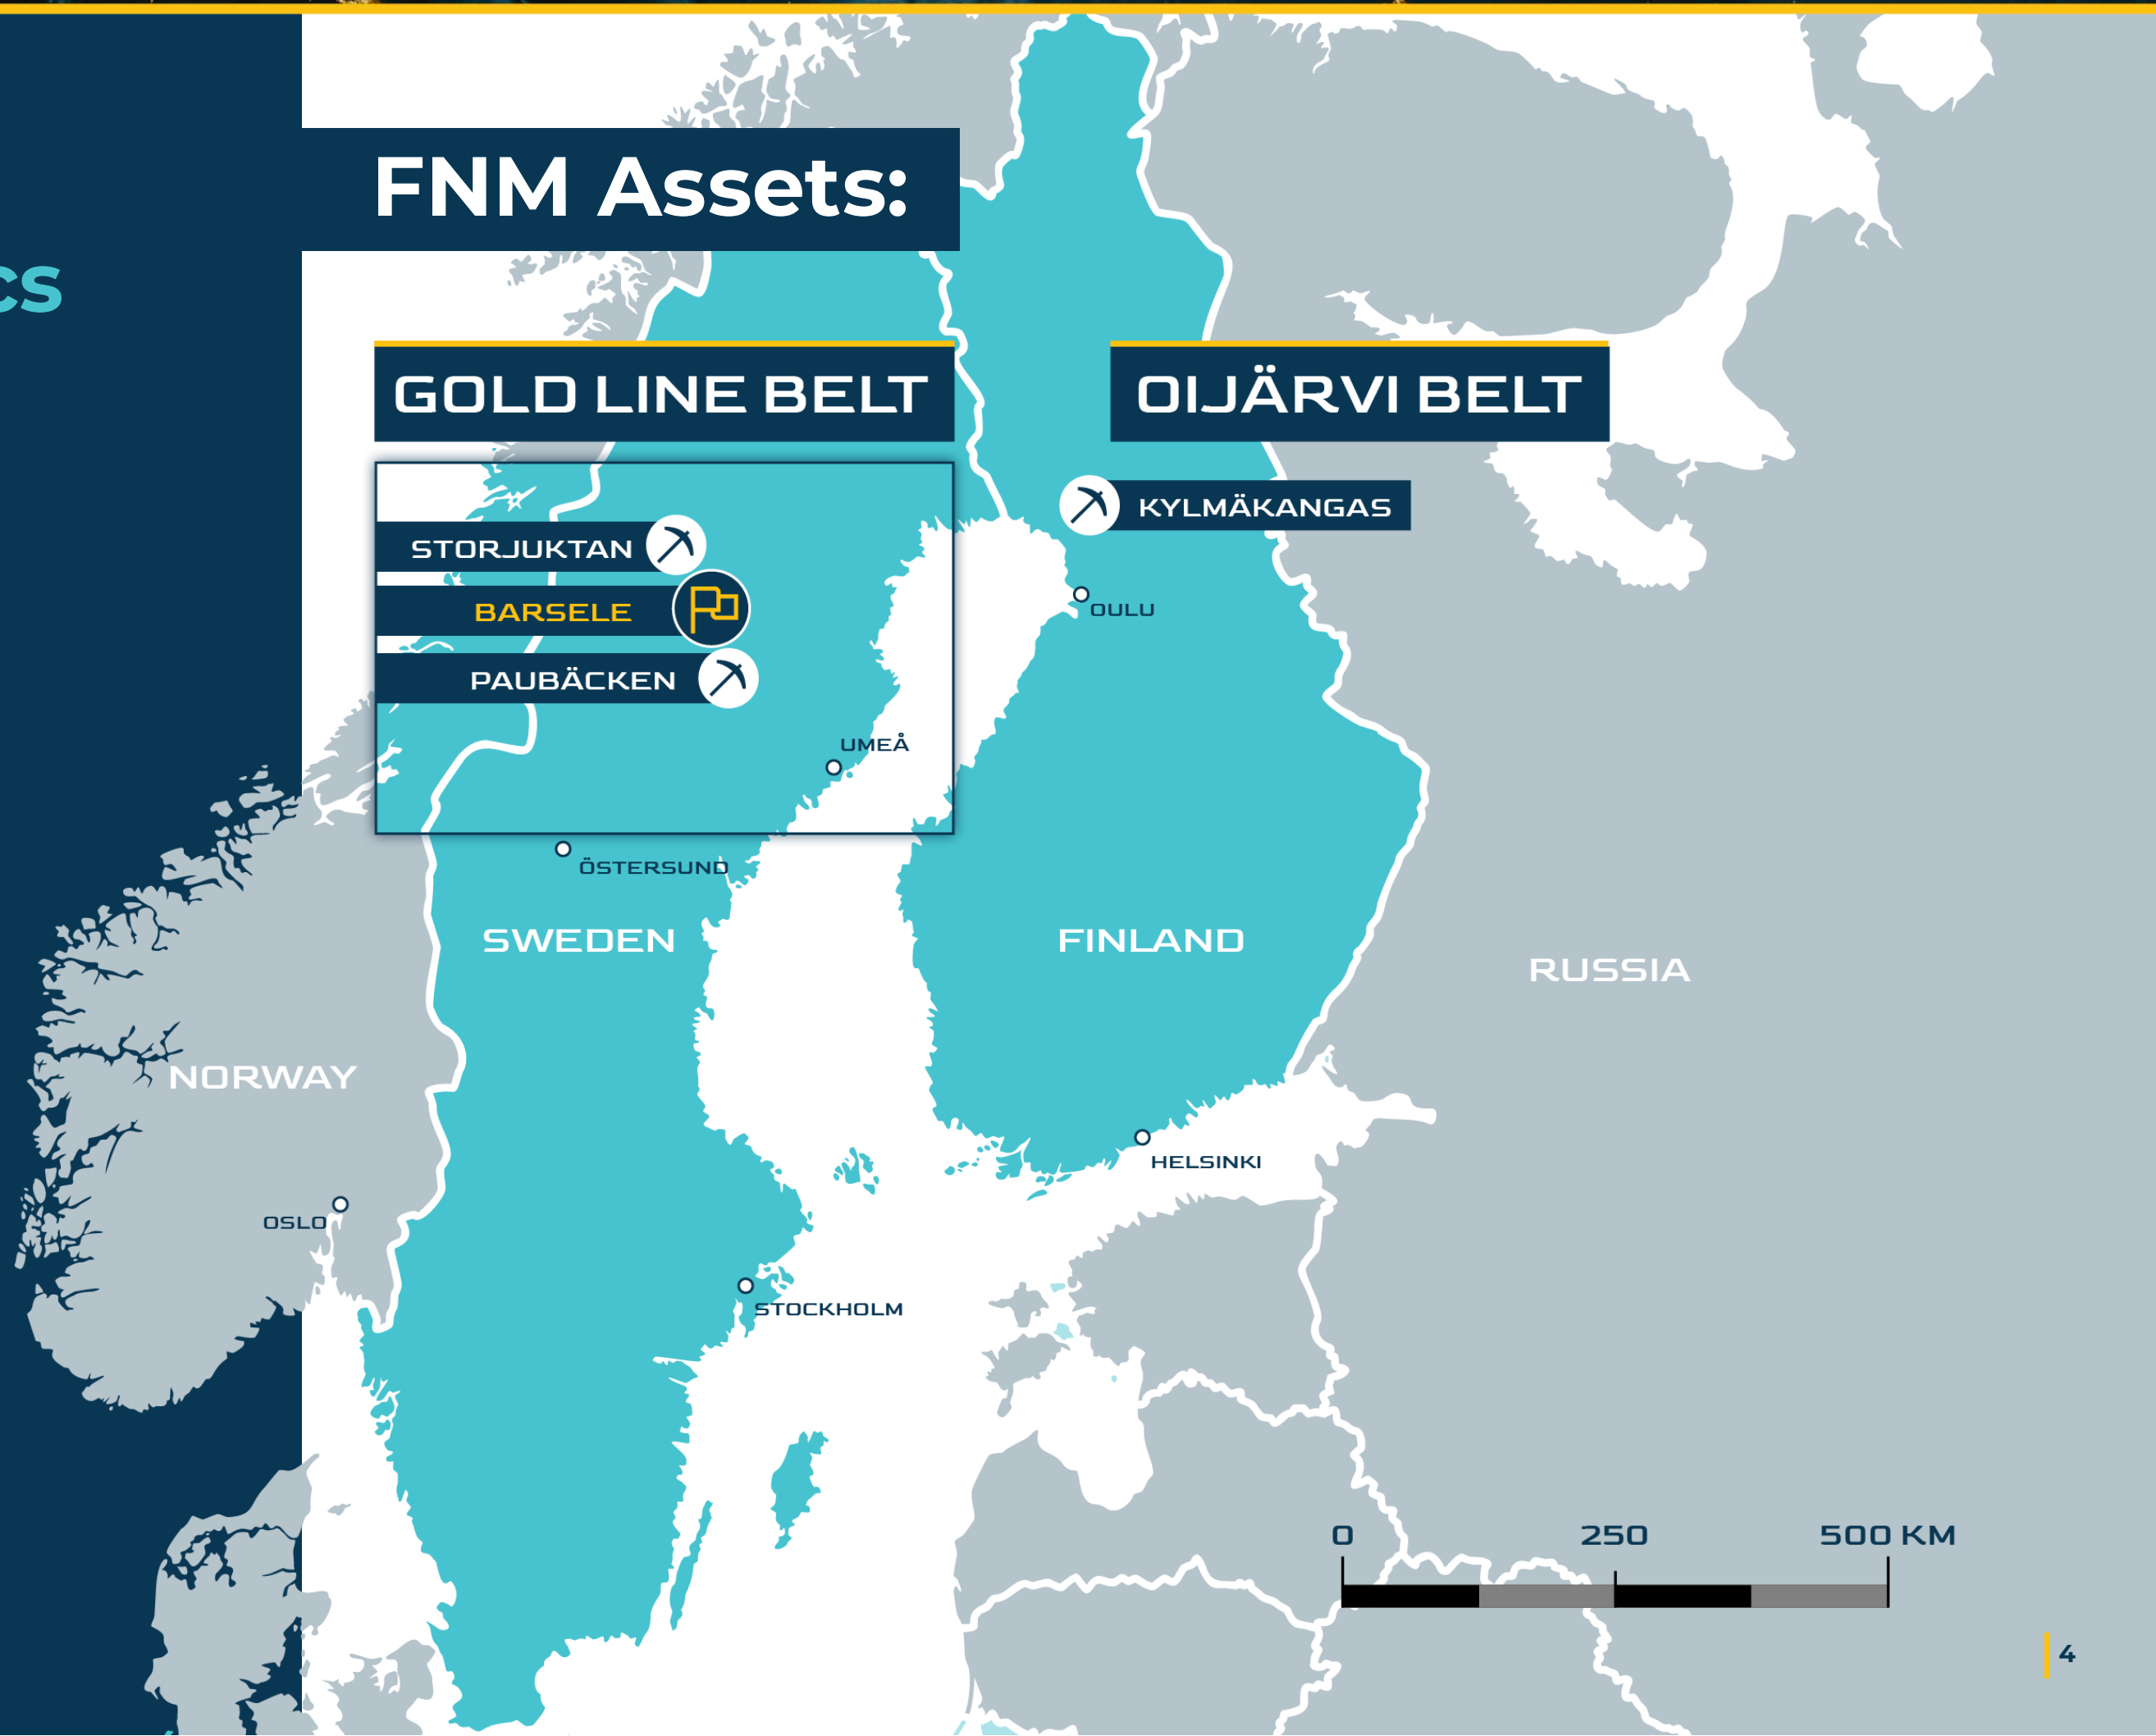 FNM Assets:
cs
GOLD LINE BELT
OIJÄRVI BELT
KYLMÄKANGAS
STORJUKTAN
BARSELE
PAUBÄCKEN
OULU
UMEÅ
ÖSTERSUND
SWEDEN
FINLAND
RUSSIA
NORWAY
HELSINKI
OSLO
STOCKHOLM
0 250 500 KM
4